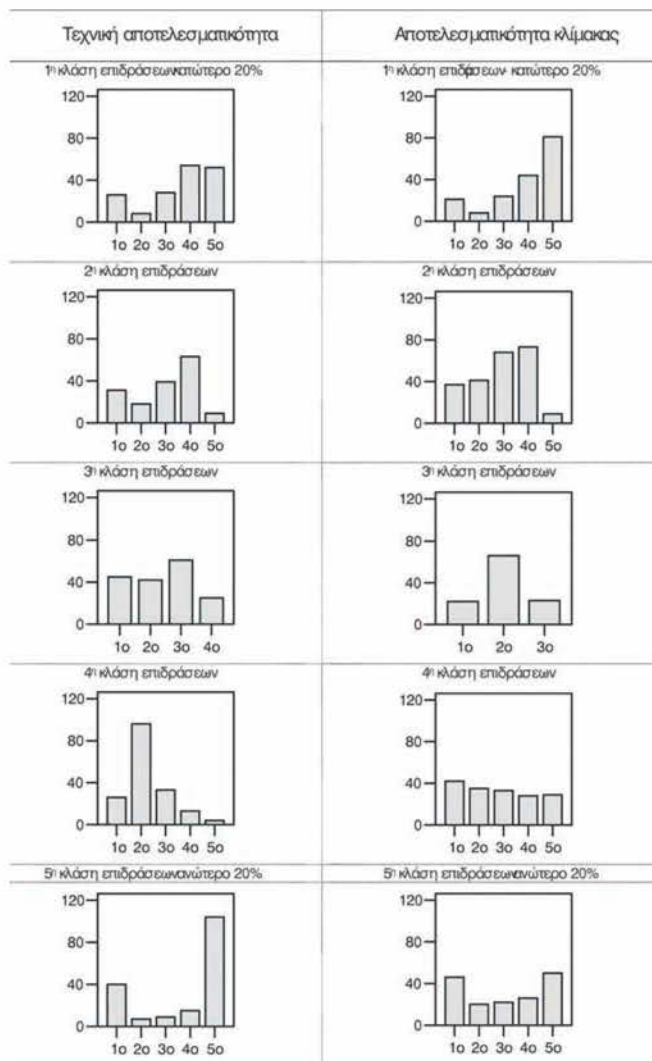 Τεχνική αποτελεσματικότητα
Αποτελεσματικότητα κλίμακας
1η κλάση επιδράσεων-κατώτερο 20%
1η κλάση επιδράσεων- κατώτερο 20%
120
80
40
0
1ο 2ο 3ο 4ο 5ο
120
80
40
0
1ο 2ο 3ο 4ο 5ο
2η κλάση επιδράσεων
2η κλάση επιδράσεων
120
80
40
0
1ο 2ο 3ο 4ο 5ο
120
80
40
0
1ο 2ο 3ο 4ο 5ο
3η κλάση επιδράσεων
3η κλάση επιδράσεων
120
80
40
0
1ο 2ο 3ο 4ο
120
80
40
0
1ο 2ο 3ο
4η κλάση επιδράσεων
4η κλάση επιδράσεων
120
80
40
0
1ο 2ο 3ο 4ο 5ο
120
80
40
0
1ο 2ο 3ο 4ο 5ο
5η κλάση επιδράσεων-ανώτερο 20%
5η κλάση επιδράσεων-ανώτερο 20%
120
80
40
0
1ο 2ο 3ο 4ο 5ο
120
80
40
0
1ο 2ο 3ο 4ο 5ο